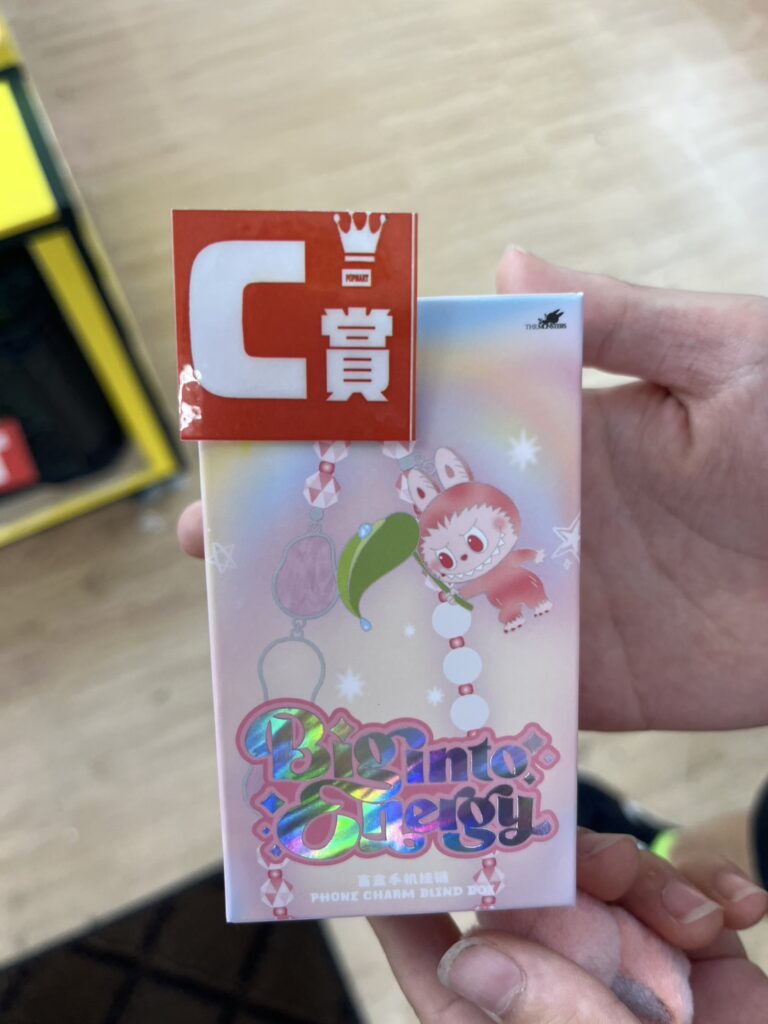 C
POPMART
賞
THE MONSTERS
Big into
Energy
盲盒手机挂链
PHONE CHARM BLIND BOX